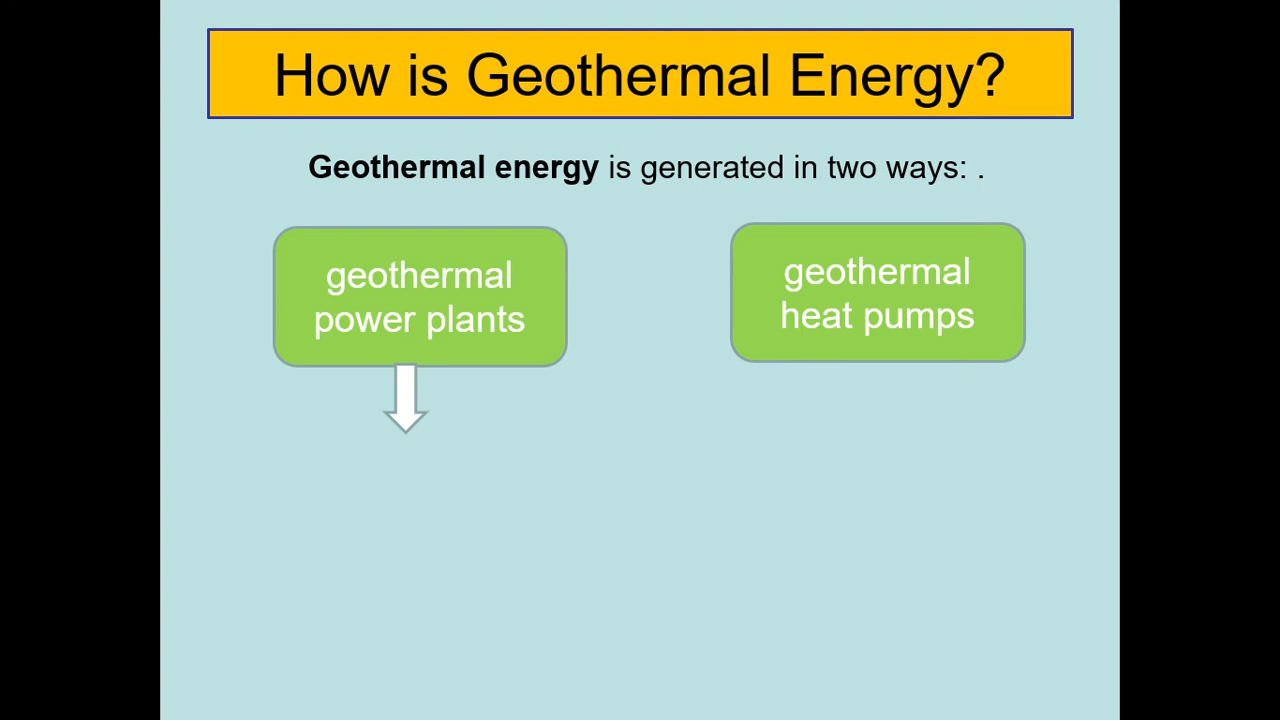 How is Geothermal Energy?
Geothermal energy is generated in two ways: .
geothermal
power plants
geothermal
heat pumps